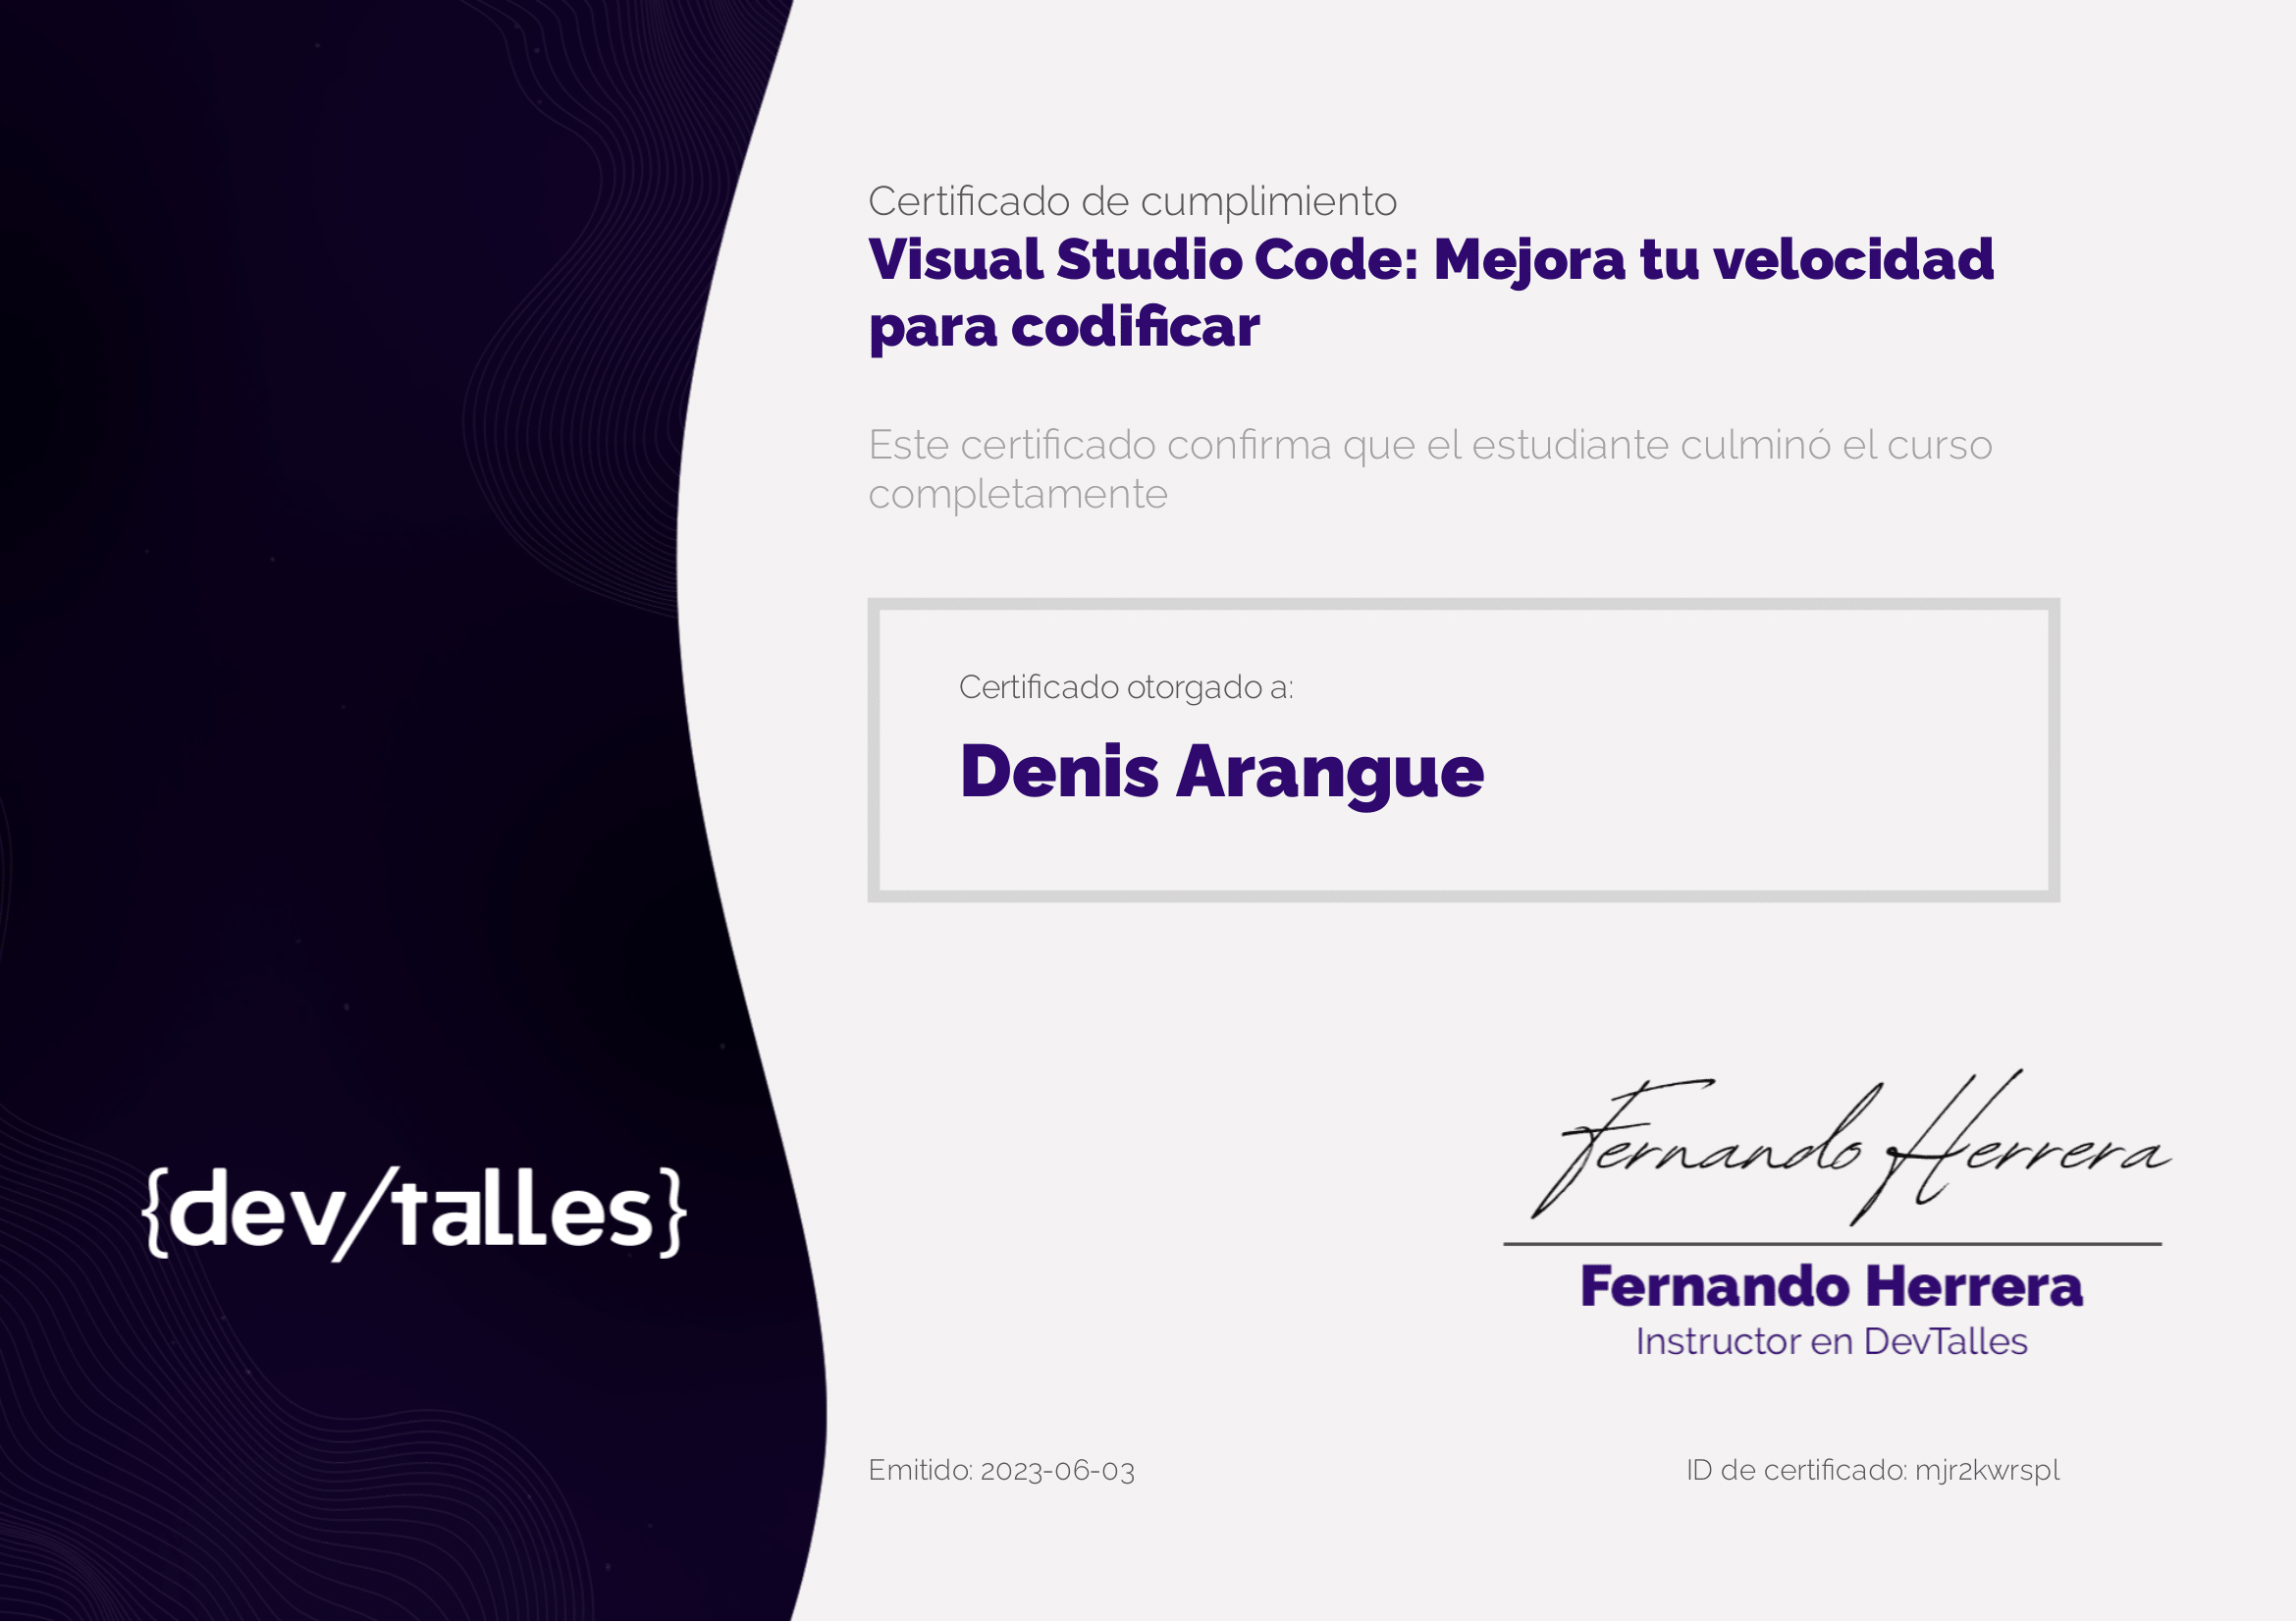 Certificado de cumplimiento
Visual Studio Code: Mejora tu velocidad
para codificar
Este certificado confirma que el estudiante culminó el curso
completamente
Certificado otorgado a:
Denis Arangue
{dev/talles}
Fernando Herrera
Fernando Herrera
Instructor en DevTalles
Emitido: 2023-06-03
ID de certificado: mjr2kwrspl